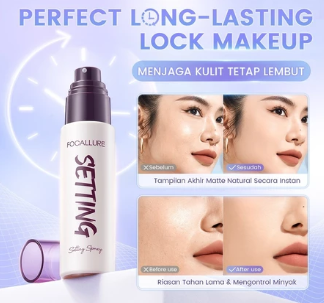 PERFECT LONG-LASTING
LOCK MAKEUP
MENJAGA KULIT TETAP LEMBUT
FOCALLURE
SETTING
Setting Spray
Sebelum
Sesudah
Tampilan Akhir Matte Natural Secara Instan
Before use
After use
Riasan Tahan Lama & Mengontrol Minyak